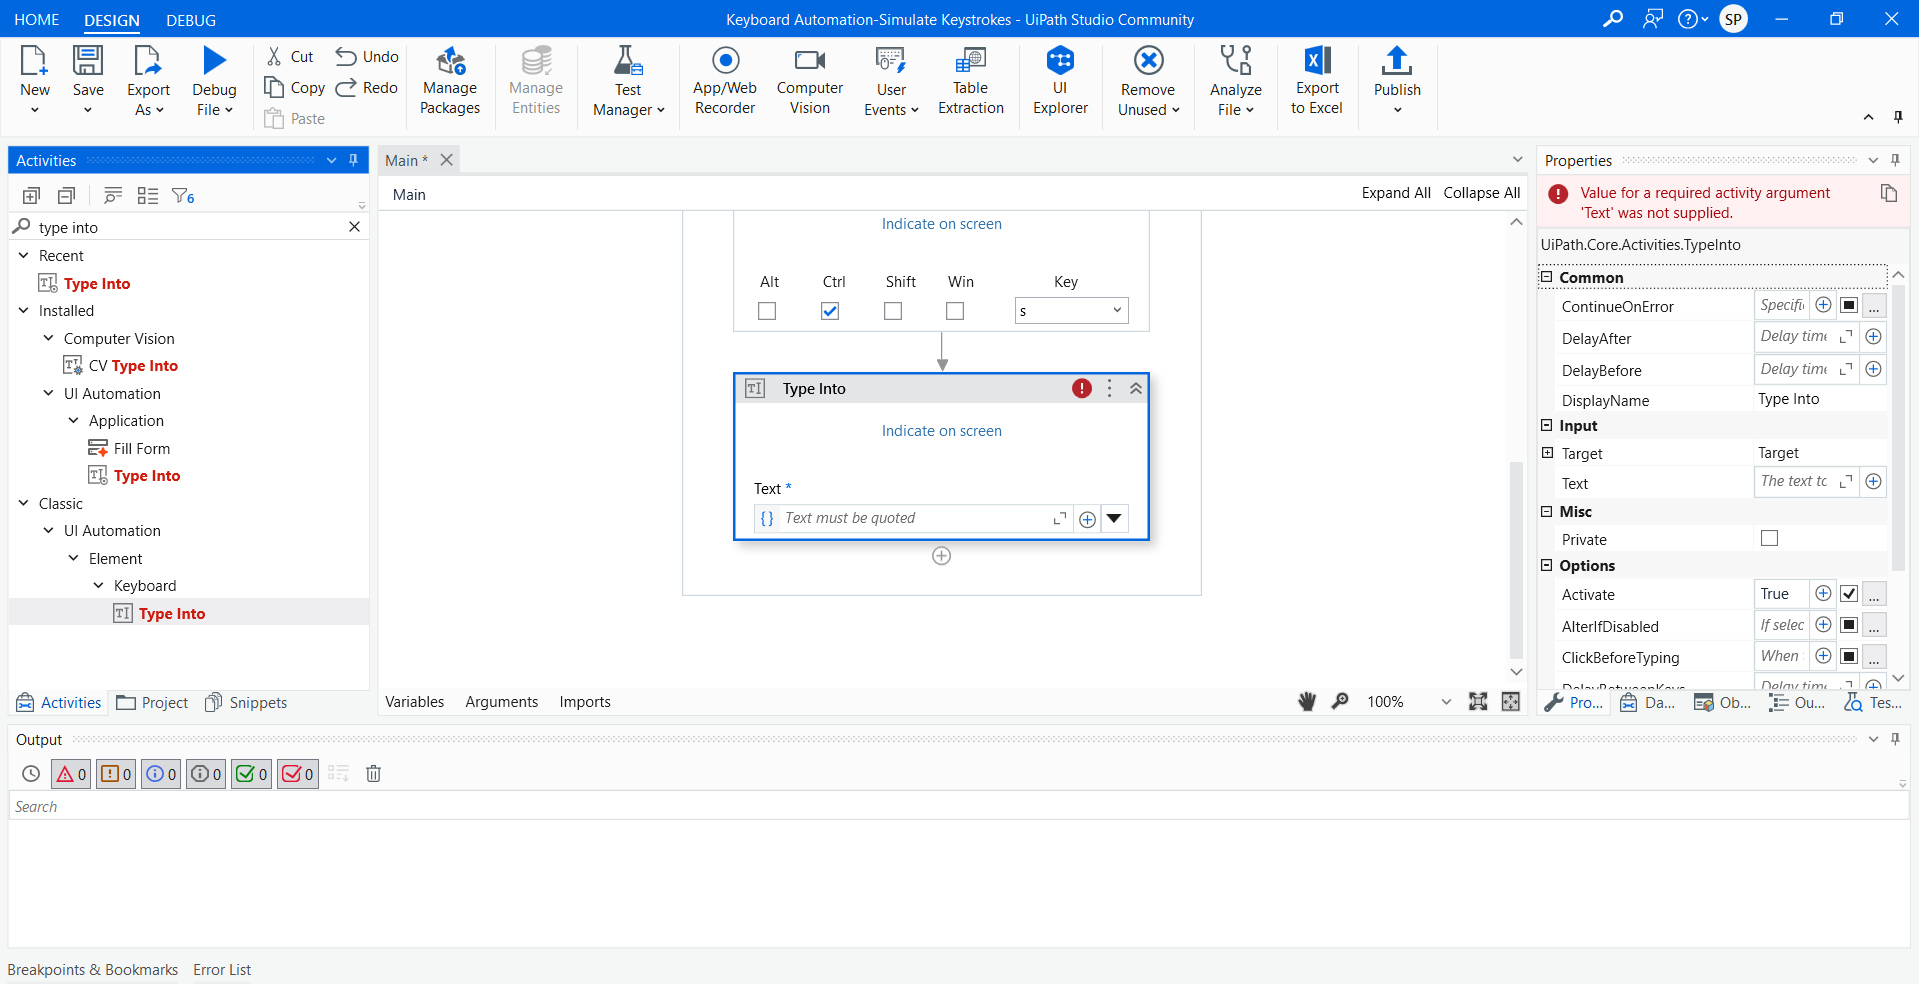 HOME DESIGN DEBUG
Keyboard Automation-Simulate Keystrokes - UiPath Studio Community
SP
New
Save
Export As
Debug File
Cut
Copy
Paste
Undo
Redo
Manage Packages
Manage Entities
Test Manager
App/Web Recorder
Computer Vision
User Events
Table Extraction
UI Explorer
Remove Unused
Analyze File
Export to Excel
Publish
Activities
6
type into
Recent
Type Into
Installed
Computer Vision
CV Type Into
UI Automation
Application
Fill Form
Type Into
Classic
UI Automation
Element
Keyboard
Type Into
Activities Project Snippets
Main *
Main
Expand All Collapse All
Indicate on screen
Alt Ctrl Shift Win Key
s
Type Into
Indicate on screen
Text *
Text must be quoted
Variables Arguments Imports
100%
Properties
Value for a required activity argument
'Text' was not supplied.
UiPath.Core.Activities.TypeInto
Common
ContinueOnError Specifi ...
DelayAfter Delay time
DelayBefore Delay time
DisplayName Type Into
Input
Target Target
Text The text to
Misc
Private
Options
Activate True ...
AlterIfDisabled If selec ...
ClickBeforeTyping When ...
DelayBetweenKeys Delay time
Pro... Da... Ob... Ou... Tes...
Output
0 0 0 0 0 0
Search
Breakpoints & Bookmarks Error List